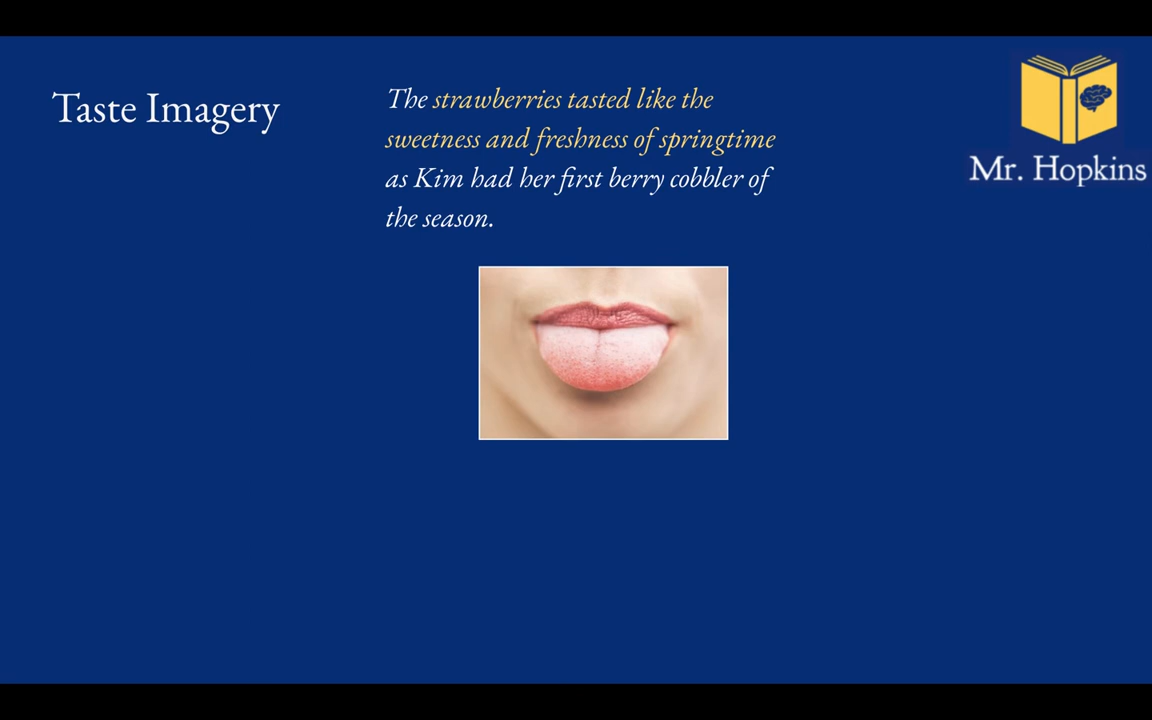 Taste Imagery
The strawberries tasted like the
sweetness and freshness of springtime
as Kim had her first berry cobbler of
the season.
Mr. Hopkins